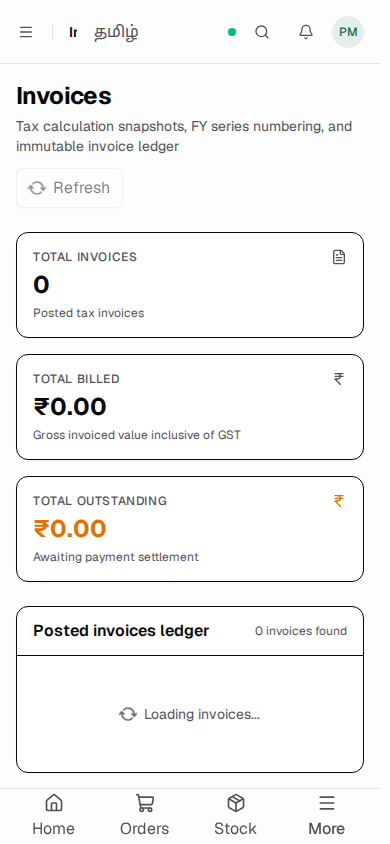 தமிழ்
PM
Invoices
Tax calculation snapshots, FY series numbering, and
immutable invoice ledger
Refresh
TOTAL INVOICES
0
Posted tax invoices
TOTAL BILLED
₹
₹0.00
Gross invoiced value inclusive of GST
TOTAL OUTSTANDING
₹
₹0.00
Awaiting payment settlement
Posted invoices ledger
0 invoices found
Loading invoices...
Home
Orders
Stock
More